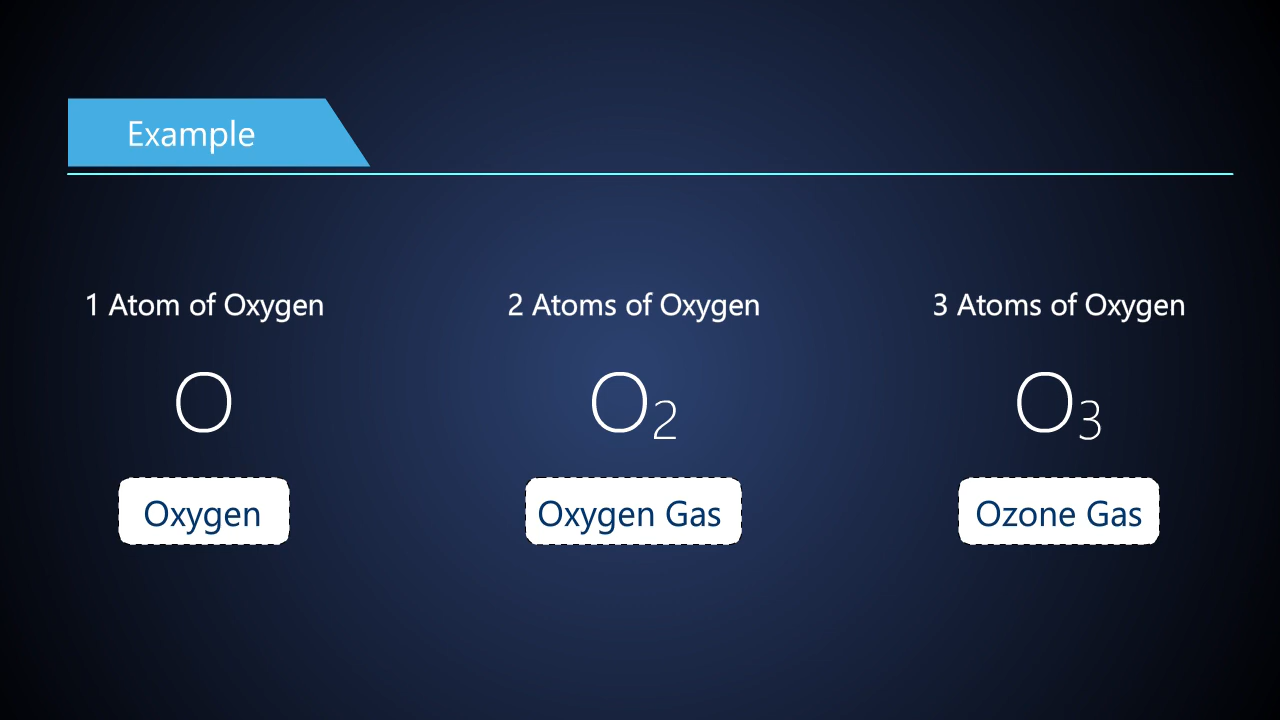 Example
1 Atom of Oxygen
O
Oxygen
2 Atoms of Oxygen
O₂
Oxygen Gas
3 Atoms of Oxygen
O₃
Ozone Gas